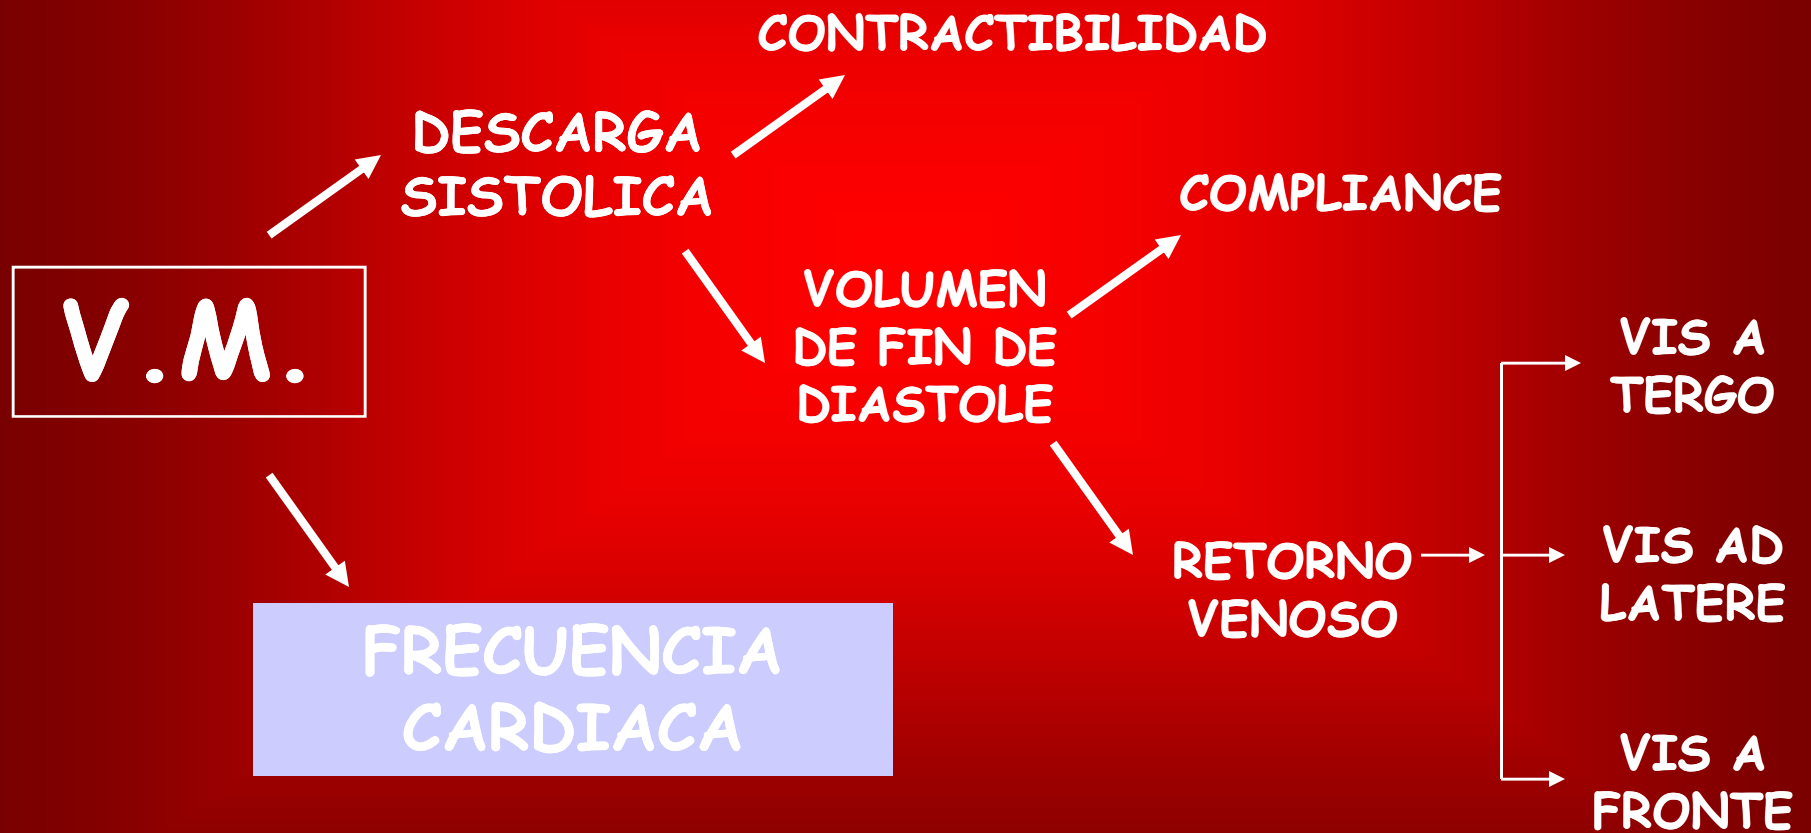 CONTRACTIBILIDAD
DESCARGA
SISTOLICA
COMPLIANCE
V.M.
VOLUMEN
DE FIN DE
DIASTOLE
VIS A
TERGO
RETORNO
VENOSO
VIS AD
LATERE
FRECUENCIA
CARDIACA
VIS A
FRONTE